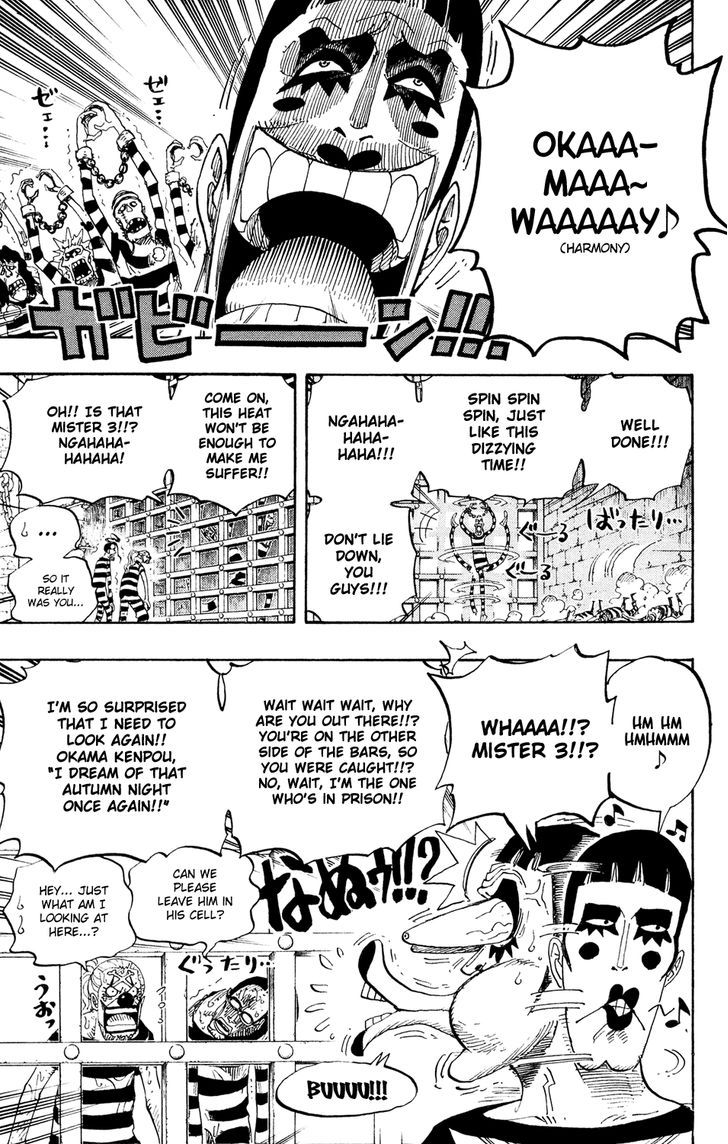 OKAAA-
MAAA~
WAAAAAY♪
(HARMONY)
ゼェ…
ゼェ…
ガビーン!!!
WELL
DONE!!!
SPIN SPIN
SPIN, JUST
LIKE THIS
DIZZYING
TIME!!
NGAHAHA-
HA-HA-
HAHA!!!
DON'T LIE
DOWN,
YOU
GUYS!!!
ばったり…
ぐーる
ぐーる
COME ON,
THIS HEAT
WON'T BE
ENOUGH TO
MAKE ME
SUFFER!!
OH!! IS THAT
MISTER 3!!?
NGAHAHA-
HAHAHA!
...
SO IT
REALLY
WAS YOU...
HM HM
HMHMMM
♪
WHAAAA!!?
MISTER 3!!?
WAIT WAIT WAIT, WHY
ARE YOU OUT THERE!!?
YOU'RE ON THE OTHER
SIDE OF THE BARS, SO
YOU WERE CAUGHT!!?
NO, WAIT, I'M THE ONE
WHO'S IN PRISON!!
I'M SO SURPRISED
THAT I NEED TO
LOOK AGAIN!!
OKAMA KENPOU,
"I DREAM OF THAT
AUTUMN NIGHT
ONCE AGAIN!!"
なぬゥ!!?
CAN WE
PLEASE
LEAVE HIM IN
HIS CELL?
HEY... JUST
WHAT AM I
LOOKING AT
HERE...?
ぐったり…
うおっ
BUUUU!!!